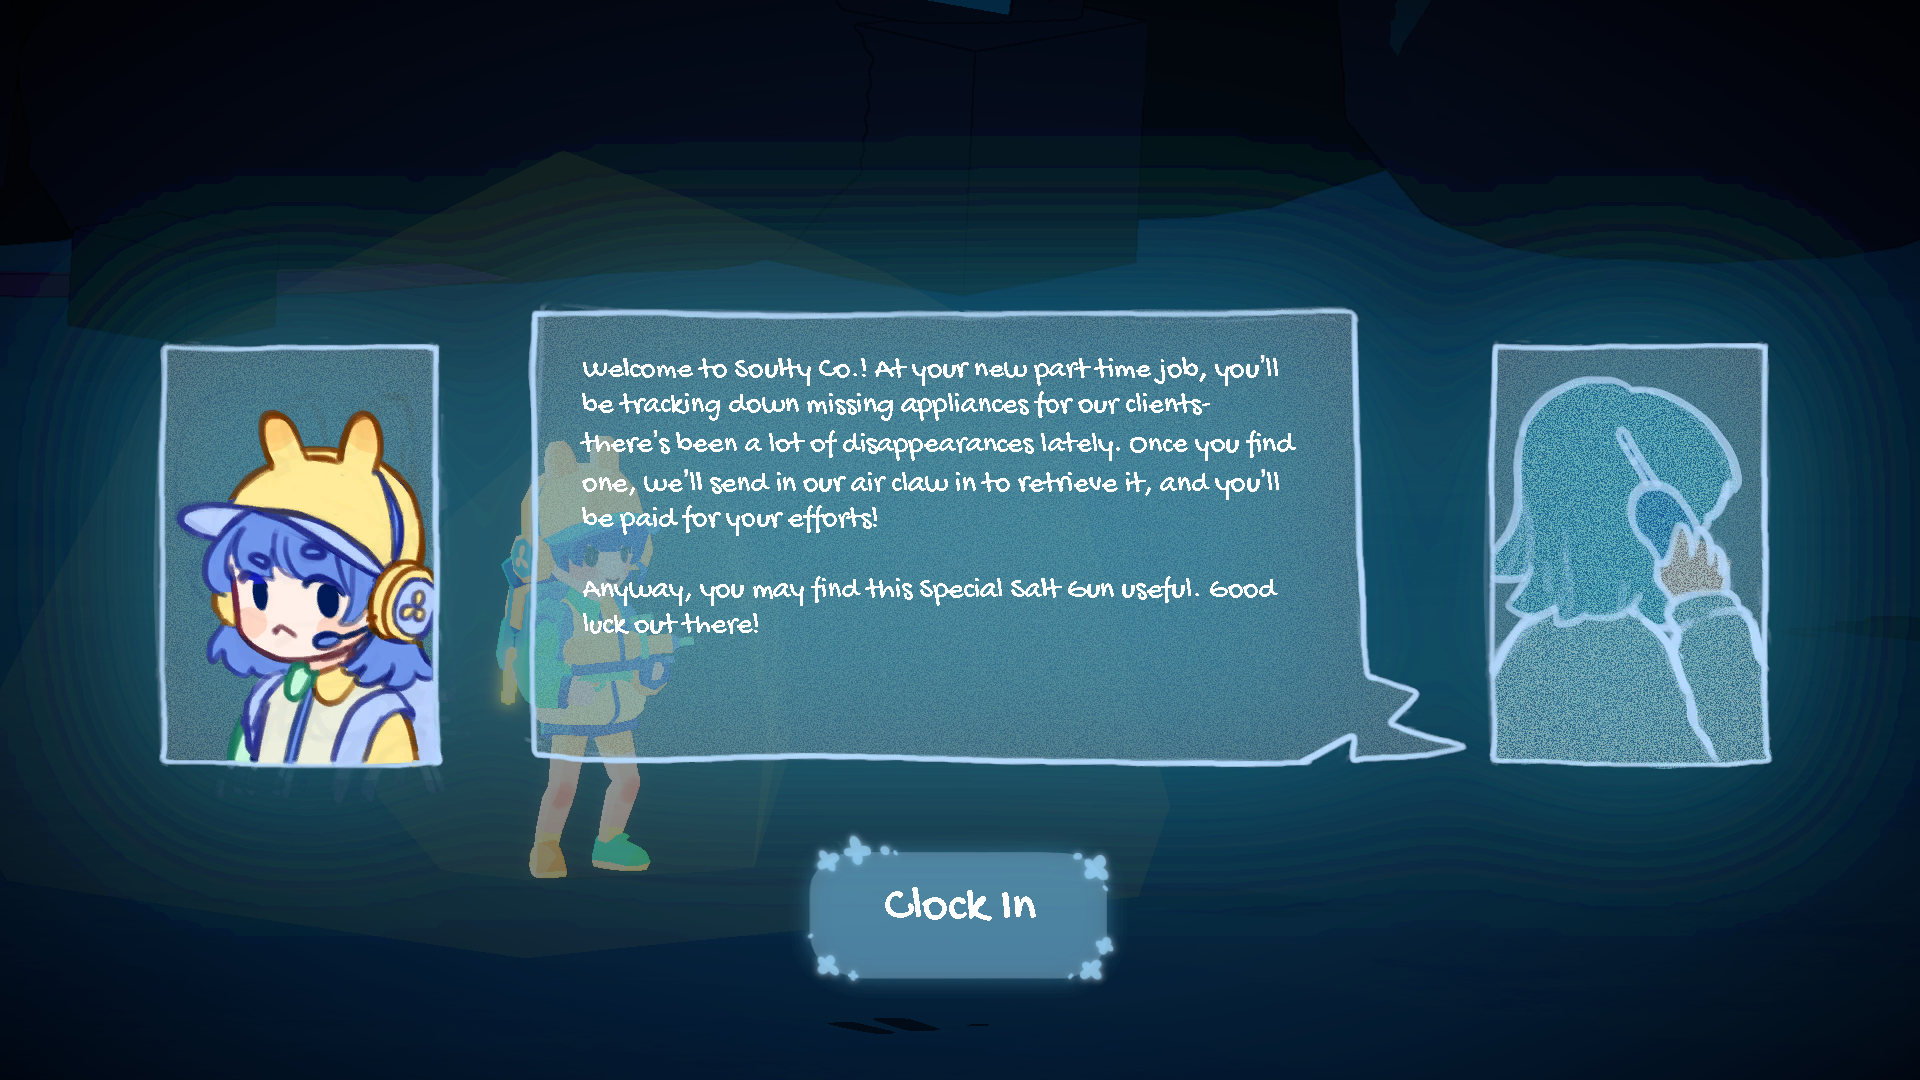 Welcome to Soulty Co.! At your new part-time job, you'll
be tracking down missing appliances for our clients-
there's been a lot of disappearances lately. Once you find
one, we'll send in our air claw in to retrieve it, and you'll
be paid for your efforts!
Anyway, you may find this Special Salt Gun useful. Good
luck out there!
Clock In